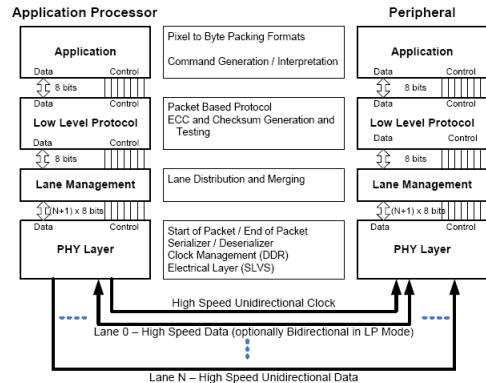 Application Processor
Peripheral
Application
Pixel to Byte Packing Formats
Command Generation / Interpretation
Application
Data
Control
Data
Control
8 bits
8 bits
Data
Control
Low Level Protocol
Packet Based Protocol
ECC and Checksum Generation and
Testing
Data
Control
Low Level Protocol
Data
Control
8 bits
8 bits
Lane Management
Lane Distribution and Merging
Lane Management
(N+1) x 8 bits
(N+1) x 8 bits
Data
Control
PHY Layer
Start of Packet / End of Packet
Serializer / Deserializer
Clock Management (DDR)
Electrical Layer (SLVS)
Data
Control
PHY Layer
High Speed Unidirectional Clock
Lane 0 – High Speed Data (optionally Bidirectional in LP Mode)
Lane N – High Speed Unidirectional Data